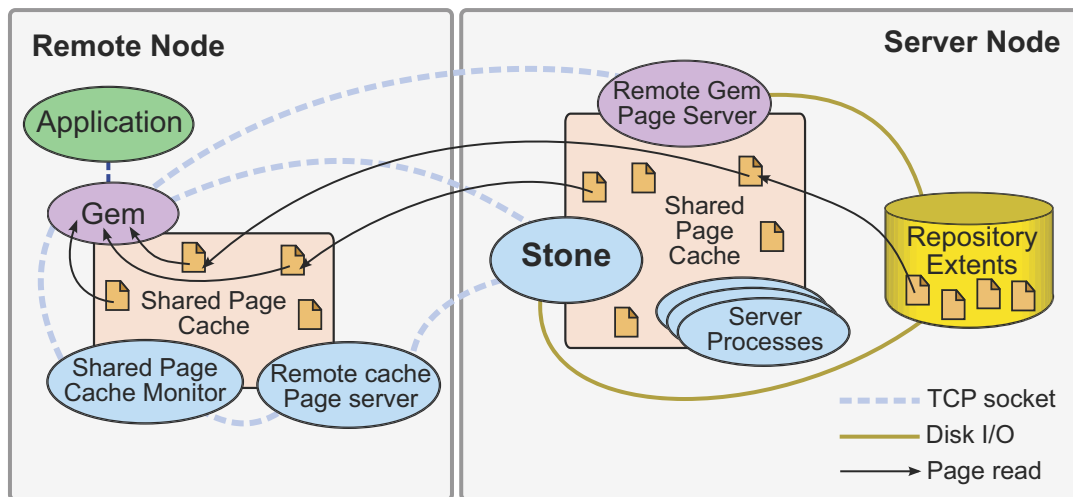 Remote Node
Application
Gem
Shared Page
Cache
Shared Page
Cache Monitor
Remote cache
Page server
Server Node
Remote Gem
Page Server
Shared
Page
Cache
Stone
Server
Processes
Repository
Extents
TCP socket
Disk I/O
Page read